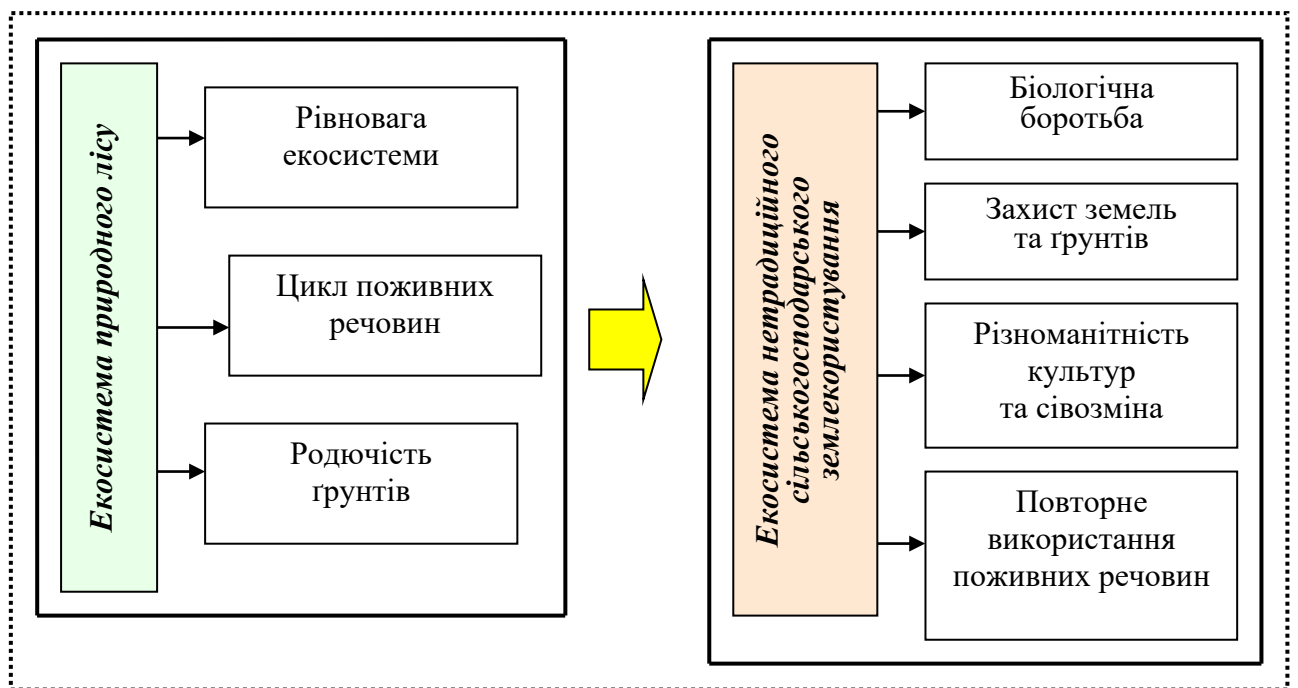 Екосистема природного лісу
Рівновага
екосистеми
Цикл поживних
речовин
Родючість
ґрунтів
Екосистема нетрадиційного
сільськогосподарського
землекористування
Біологічна
боротьба
Захист земель
та ґрунтів
Різноманітність
культур
та сівозміна
Повторне
використання
поживних речовин